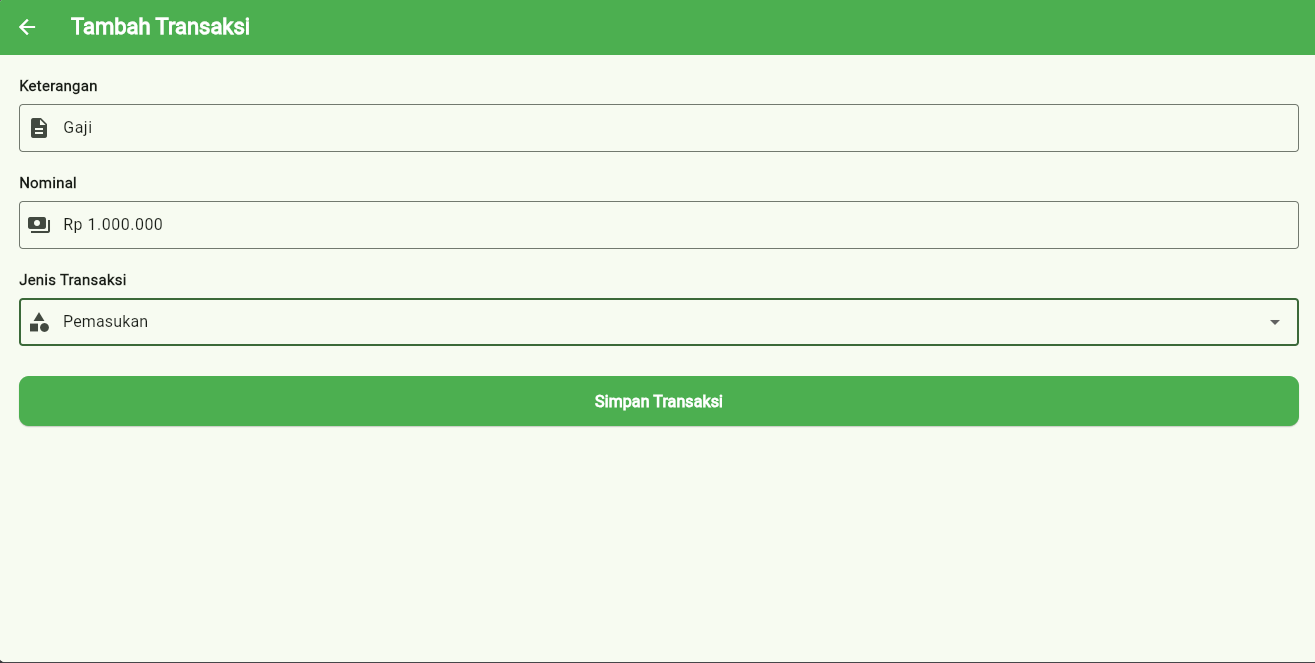 Tambah Transaksi
Keterangan
Gaji
Nominal
Rp 1.000.000
Jenis Transaksi
Pemasukan
Simpan Transaksi